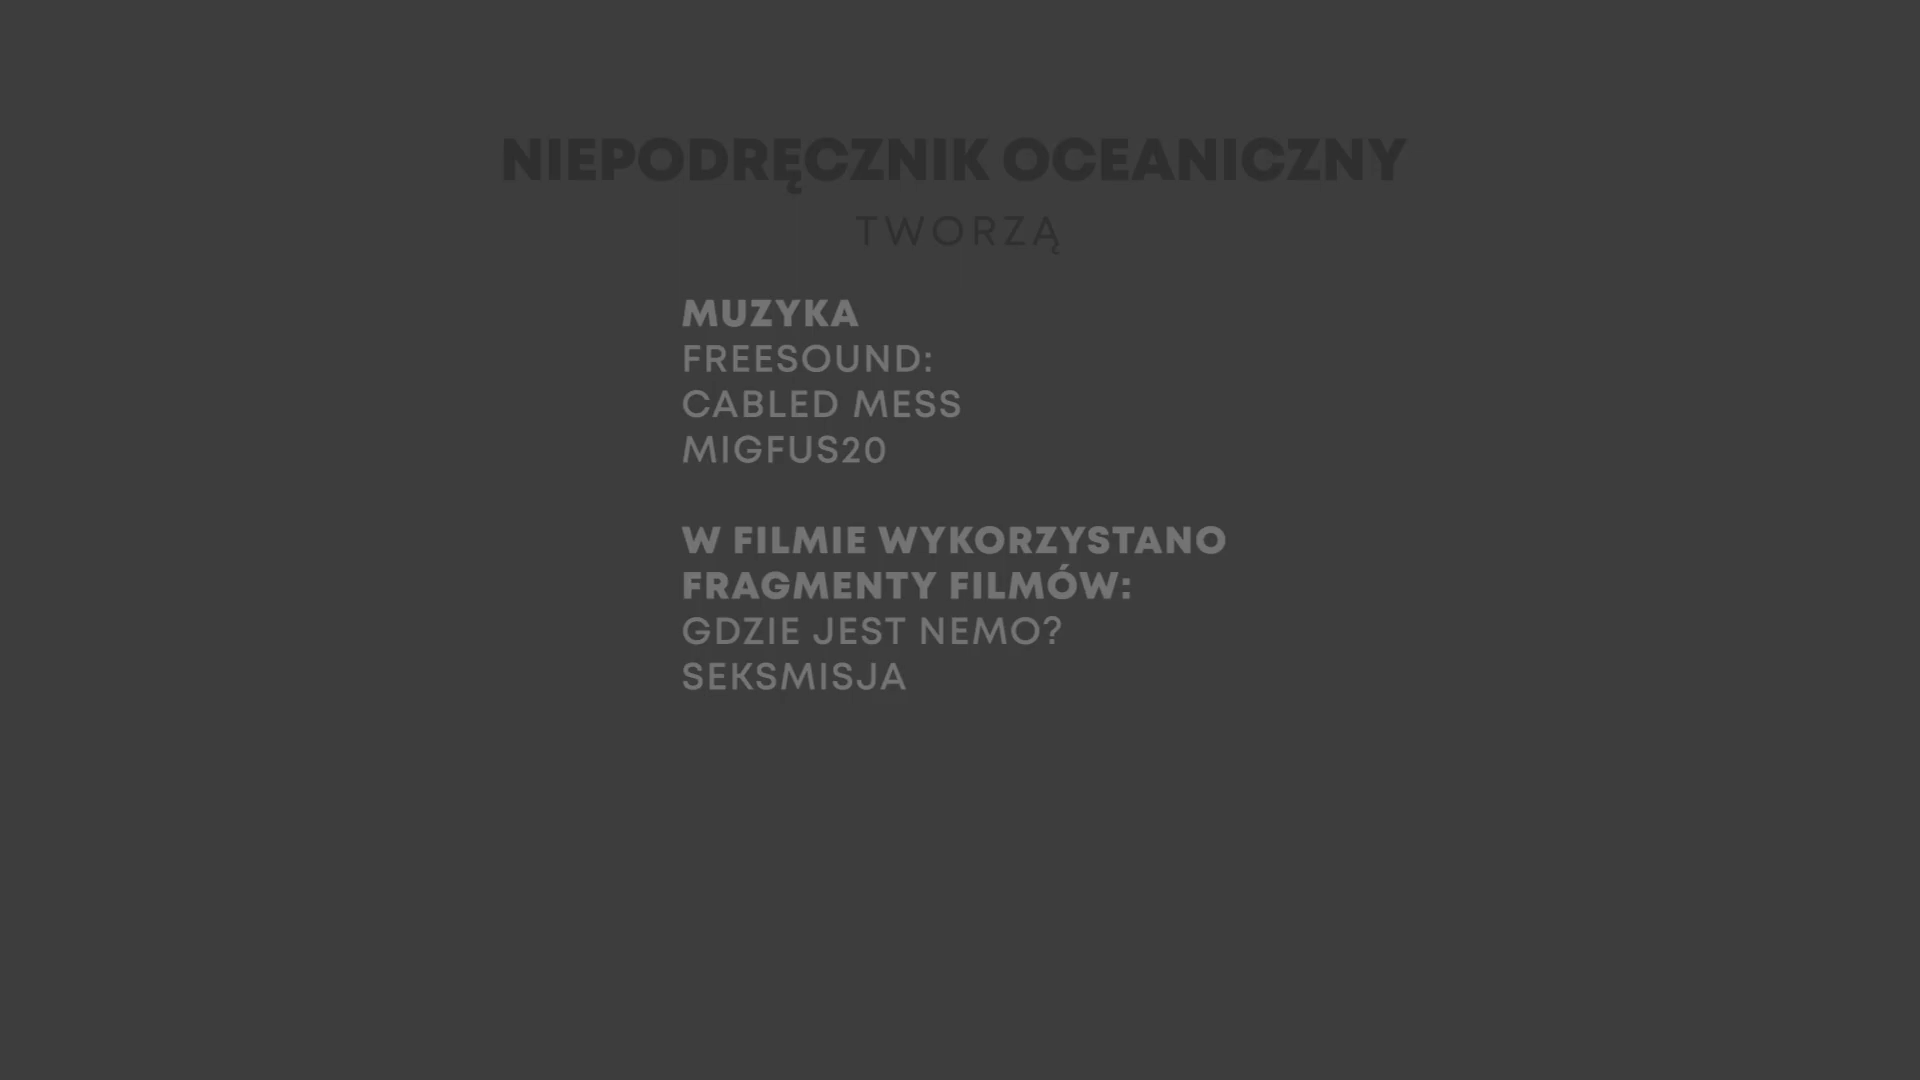 NIEPODRĘCZNIK OCEANICZNY
TWORZĄ
MUZYKA
FREESOUND:
CABLED MESS
MIGFUS20
W FILMIE WYKORZYSTANO
FRAGMENTY FILMÓW:
GDZIE JEST NEMO?
SEKSMISJA